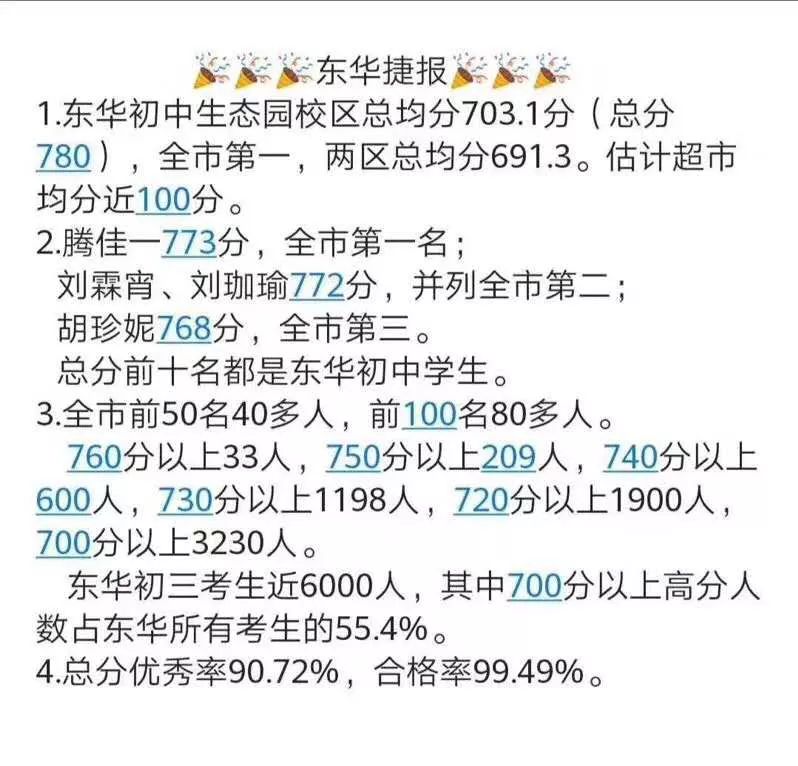 🎉🎉🎉东华捷报🎉🎉🎉
1.东华初中生态园校区总均分703.1分（总分
780），全市第一，两区总均分691.3。估计超市
均分近100分。
2.腾佳一773分，全市第一名；
刘霖宵、刘珈瑜772分，并列全市第二；
胡珍妮768分，全市第三。
总分前十名都是东华初中学生。
3.全市前50名40多人，前100名80多人。
760分以上33人，750分以上209人，740分以上
600人，730分以上1198人，720分以上1900人，
700分以上3230人。
东华初三考生近6000人，其中700分以上高分人
数占东华所有考生的55.4%。
4.总分优秀率90.72%，合格率99.49%。